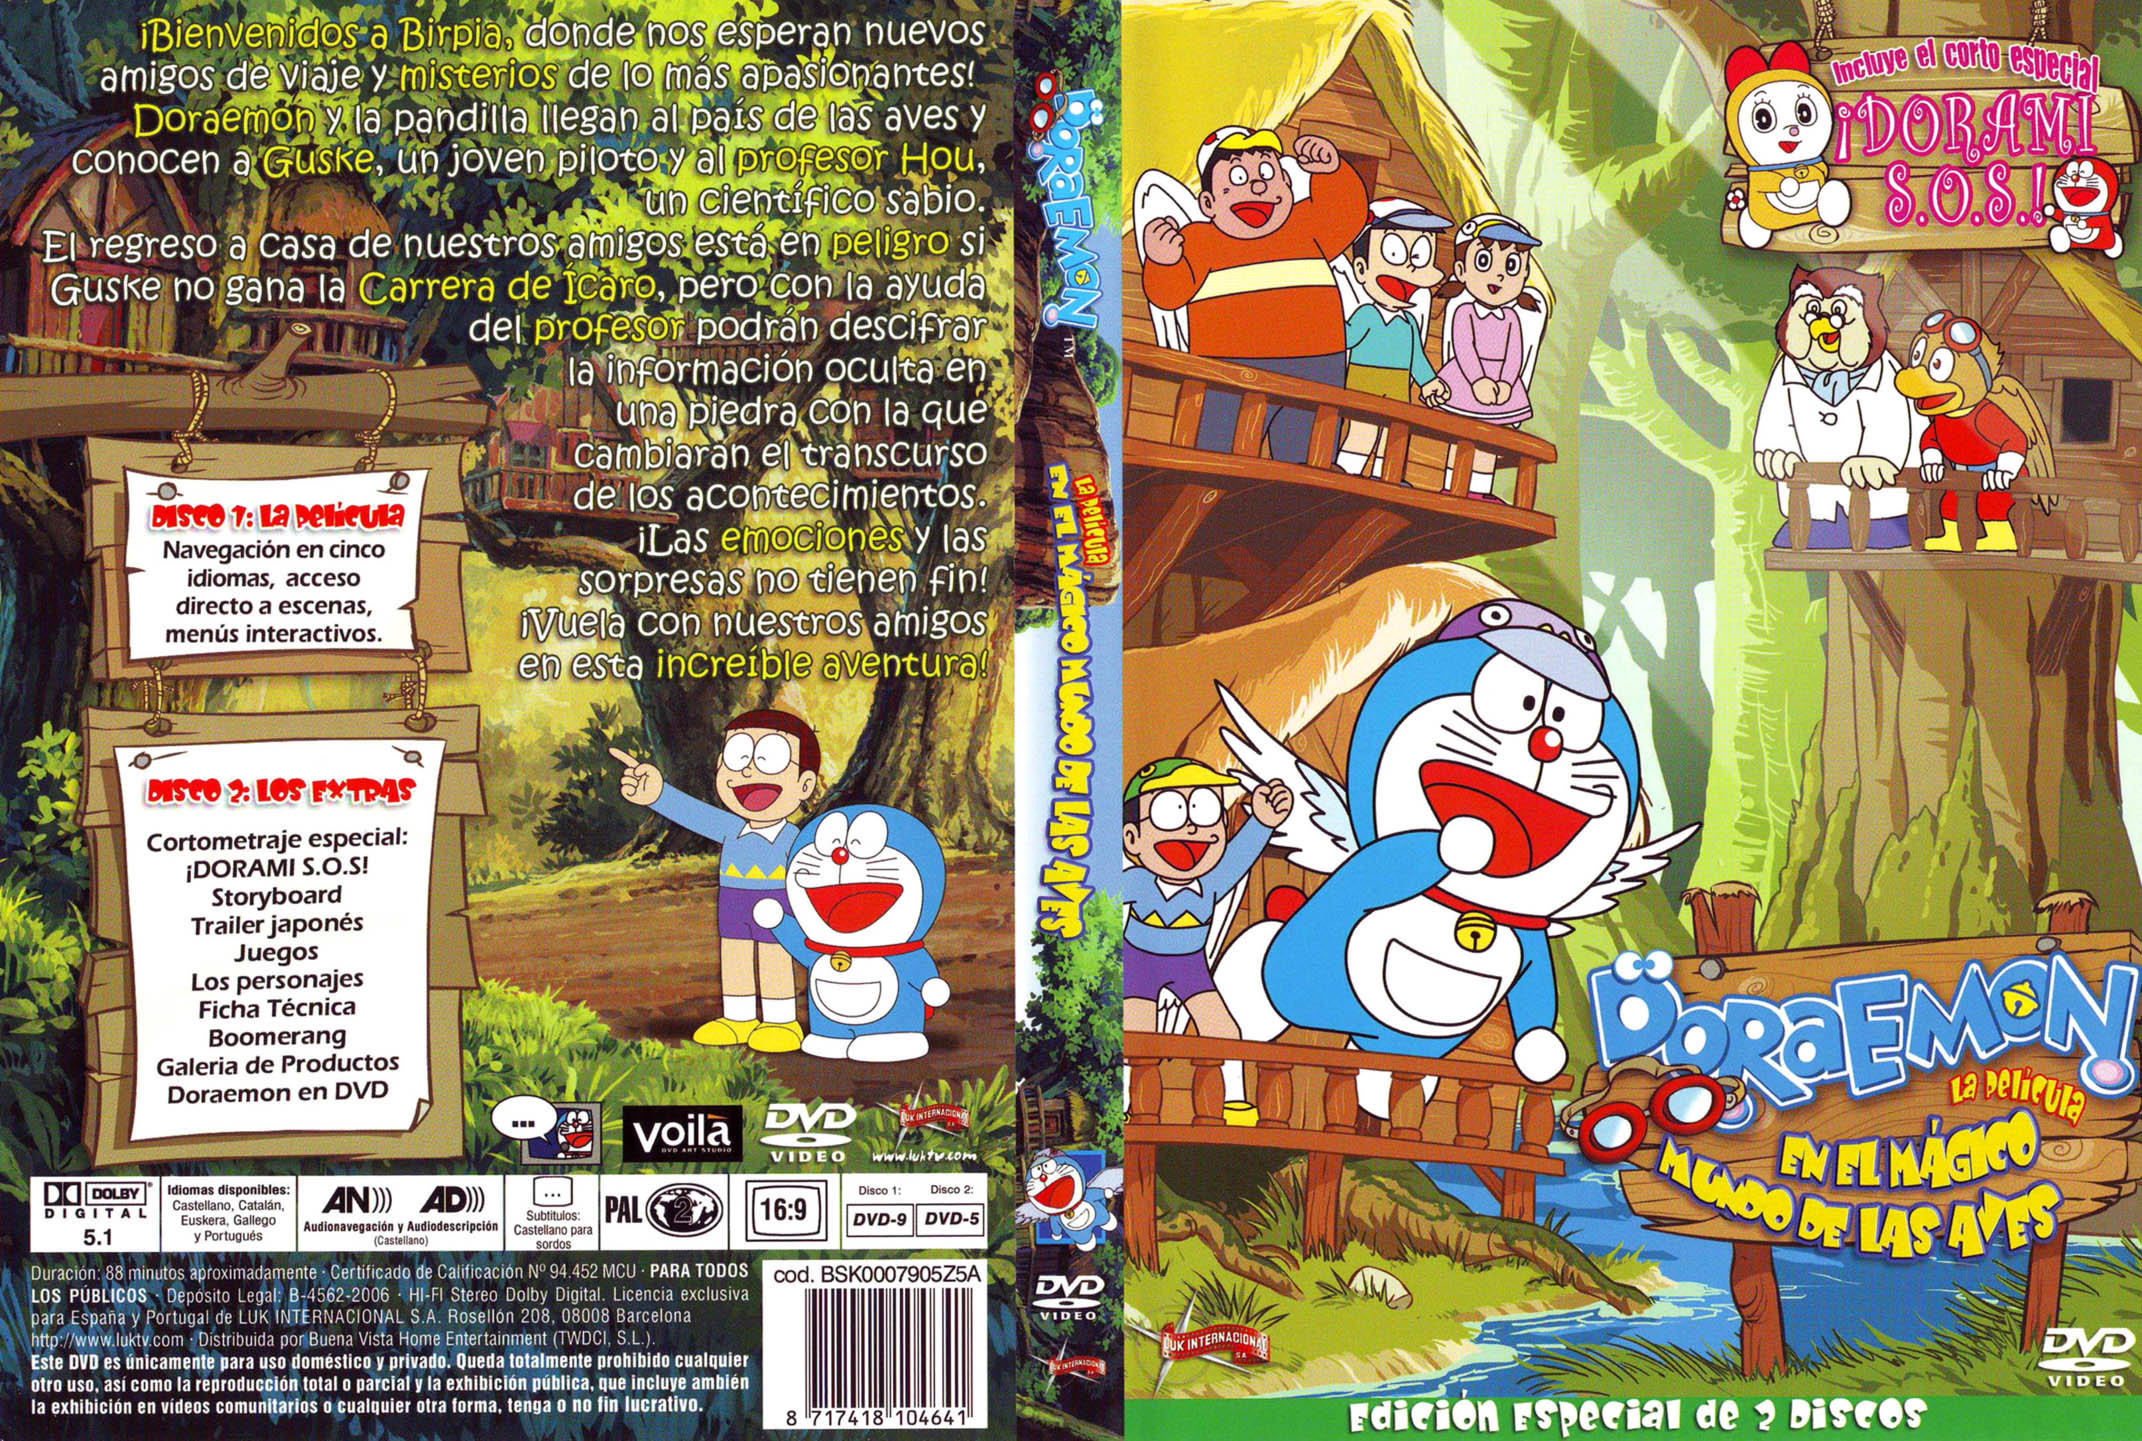 ¡Bienvenidos a Birpia, donde nos esperan nuevos
amigos de viaje y misterios de lo más apasionantes!
Doraemon y la pandilla llegan al país de las aves y
conocen a Guske, un joven piloto y al profesor Hou,
un científico sabio.
El regreso a casa de nuestros amigos está en peligro si
Guske no gana la Carrera de Ícaro, pero con la ayuda
del profesor podrán descifrar
la información oculta en
una piedra con la que
cambiarán el transcurso
de los acontecimientos.
¡Las emociones y las
sorpresas no tienen fin!
¡Vuela con nuestros amigos
en esta increíble aventura!
DISCO 1: LA PELÍCULA
Navegación en cinco
idiomas, acceso
directo a escenas,
menús interactivos.
DISCO 2: LOS EXTRAS
Cortometraje especial:
¡DORAMI S.O.S!
Storyboard
Trailer japonés
Juegos
Los personajes
Ficha Técnica
Boomerang
Galeria de Productos
Doraemon en DVD
...
voilà
DVD ART STUDIO
DVD
VIDEO
LUK INTERNACIONAL
S.A.
www.luktv.com
DOLBY
DIGITAL
5.1
Idiomas disponibles:
Castellano, Catalán,
Euskera, Gallego
y Portugués
AN))) AD)))
Audionavegación y Audiodescripción
(Castellano)
...
Subtitulos:
Castellano para
sordos
PAL 2
16:9
Disco 1: Disco 2:
DVD-9 DVD-5
Duración: 88 minutos aproximadamente · Certificado de Calificación Nº 94.452 MCU · PARA TODOS
LOS PÚBLICOS · Depósito Legal: B-4562-2006 · HI-FI Stereo Dolby Digital. Licencia exclusiva
para España y Portugal de LUK INTERNACIONAL S.A. Rosellón 208, 08008 Barcelona
http://www.luktv.com · Distribuida por Buena Vista Home Entertainment (TWDCI, S.L.).
Este DVD es únicamente para uso doméstico y privado. Queda totalmente prohibido cualquier
otro uso, así como la reproducción total o parcial y la exhibición pública, que incluye ambién
la exhibición en vídeos comunitarios o cualquier otra forma, tenga o no fin lucrativo.
cod. BSK0007905Z5A
8 717418 104641
DORAEMON
TM
La Película
EN EL MÁGICO MUNDO DE LAS AVES
DVD
VIDEO
LUK INTERNACIONAL
Incluye el corto especial
¡DORAMI
S.O.S.!
DORAEMON
LA PELÍCULA
EN EL MÁGICO
MUNDO DE LAS AVES
LUK INTERNACIONAL
S.A.
DVD
VIDEO
Edición Especial de 2 Discos